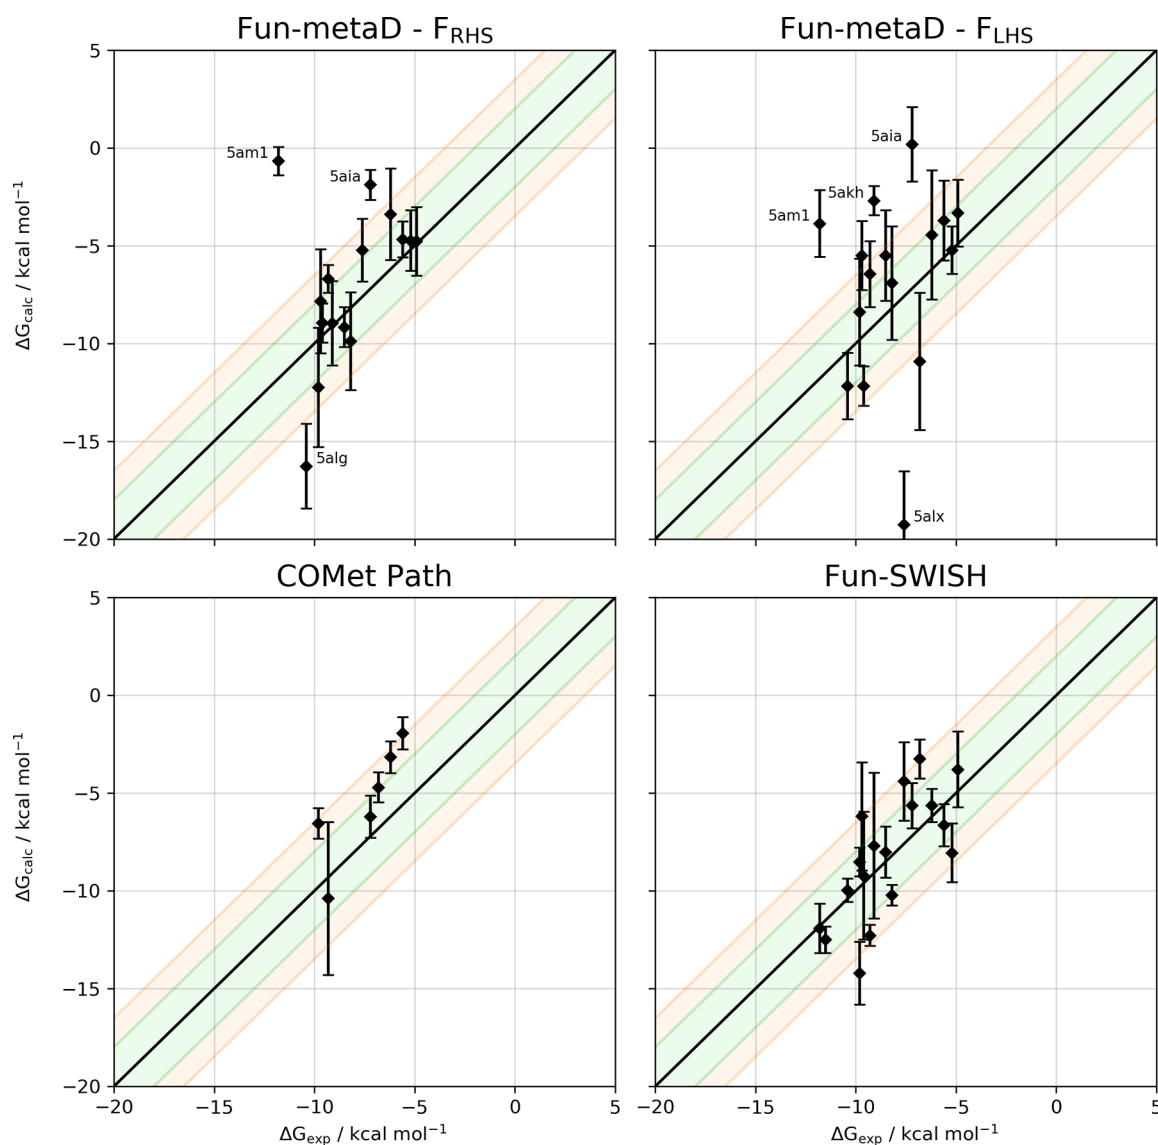 Fun-metaD - F_RHS
Fun-metaD - F_LHS
5
0
−5
−10
−15
−20
ΔG_calc / kcal mol⁻¹
5am1
5aia
5alg
5aia
5akh
5am1
5alx
COMet Path
Fun-SWISH
5
0
−5
−10
−15
−20
ΔG_calc / kcal mol⁻¹
−20 −15 −10 −5 0 5
−20 −15 −10 −5 0 5
ΔG_exp / kcal mol⁻¹
ΔG_exp / kcal mol⁻¹